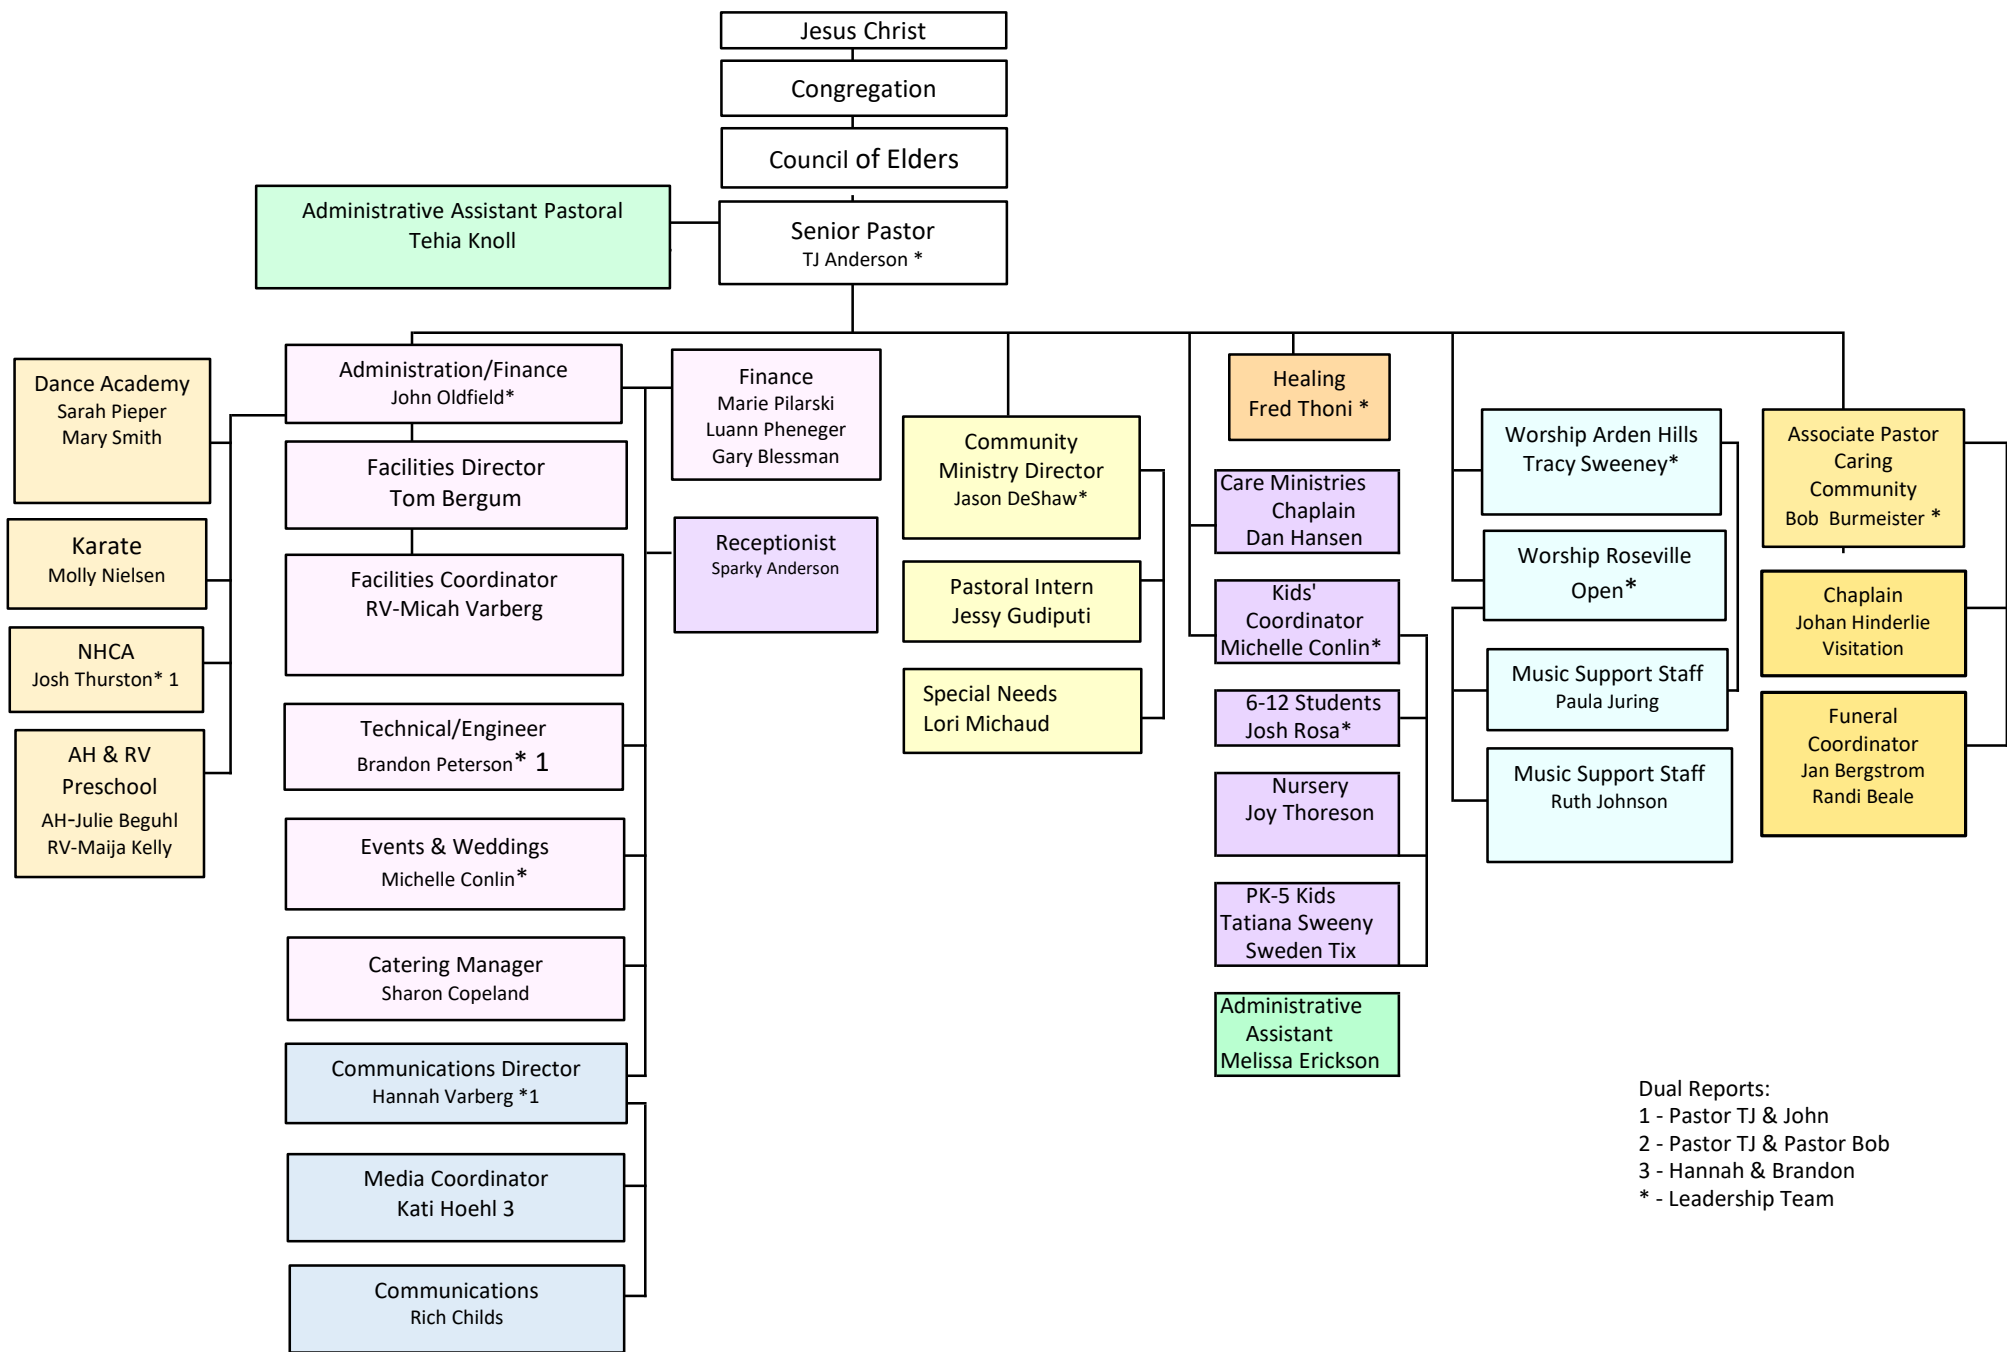 Jesus Christ
Congregation
Council of Elders
Administrative Assistant Pastoral
Tehia Knoll
Senior Pastor
TJ Anderson *
Dance Academy
Sarah Pieper
Mary Smith
Karate
Molly Nielsen
NHCA
Josh Thurston* 1
AH & RV
Preschool
AH-Julie Beguhl
RV-Maija Kelly
Administration/Finance
John Oldfield*
Facilities Director
Tom Bergum
Facilities Coordinator
RV-Micah Varberg
Technical/Engineer
Brandon Peterson* 1
Events & Weddings
Michelle Conlin*
Catering Manager
Sharon Copeland
Communications Director
Hannah Varberg *1
Media Coordinator
Kati Hoehl 3
Communications
Rich Childs
Finance
Marie Pilarski
Luann Pheneger
Gary Blessman
Receptionist
Sparky Anderson
Community
Ministry Director
Jason DeShaw*
Pastoral Intern
Jessy Gudiputi
Special Needs
Lori Michaud
Healing
Fred Thoni *
Care Ministries
Chaplain
Dan Hansen
Kids'
Coordinator
Michelle Conlin*
6-12 Students
Josh Rosa*
Nursery
Joy Thoreson
PK-5 Kids
Tatiana Sweeny
Sweden Tix
Administrative
Assistant
Melissa Erickson
Worship Arden Hills
Tracy Sweeney*
Worship Roseville
Open*
Music Support Staff
Paula Juring
Music Support Staff
Ruth Johnson
Associate Pastor
Caring
Community
Bob Burmeister *
Chaplain
Johan Hinderlie
Visitation
Funeral
Coordinator
Jan Bergstrom
Randi Beale
Dual Reports:
1 - Pastor TJ & John
2 - Pastor TJ & Pastor Bob
3 - Hannah & Brandon
* - Leadership Team